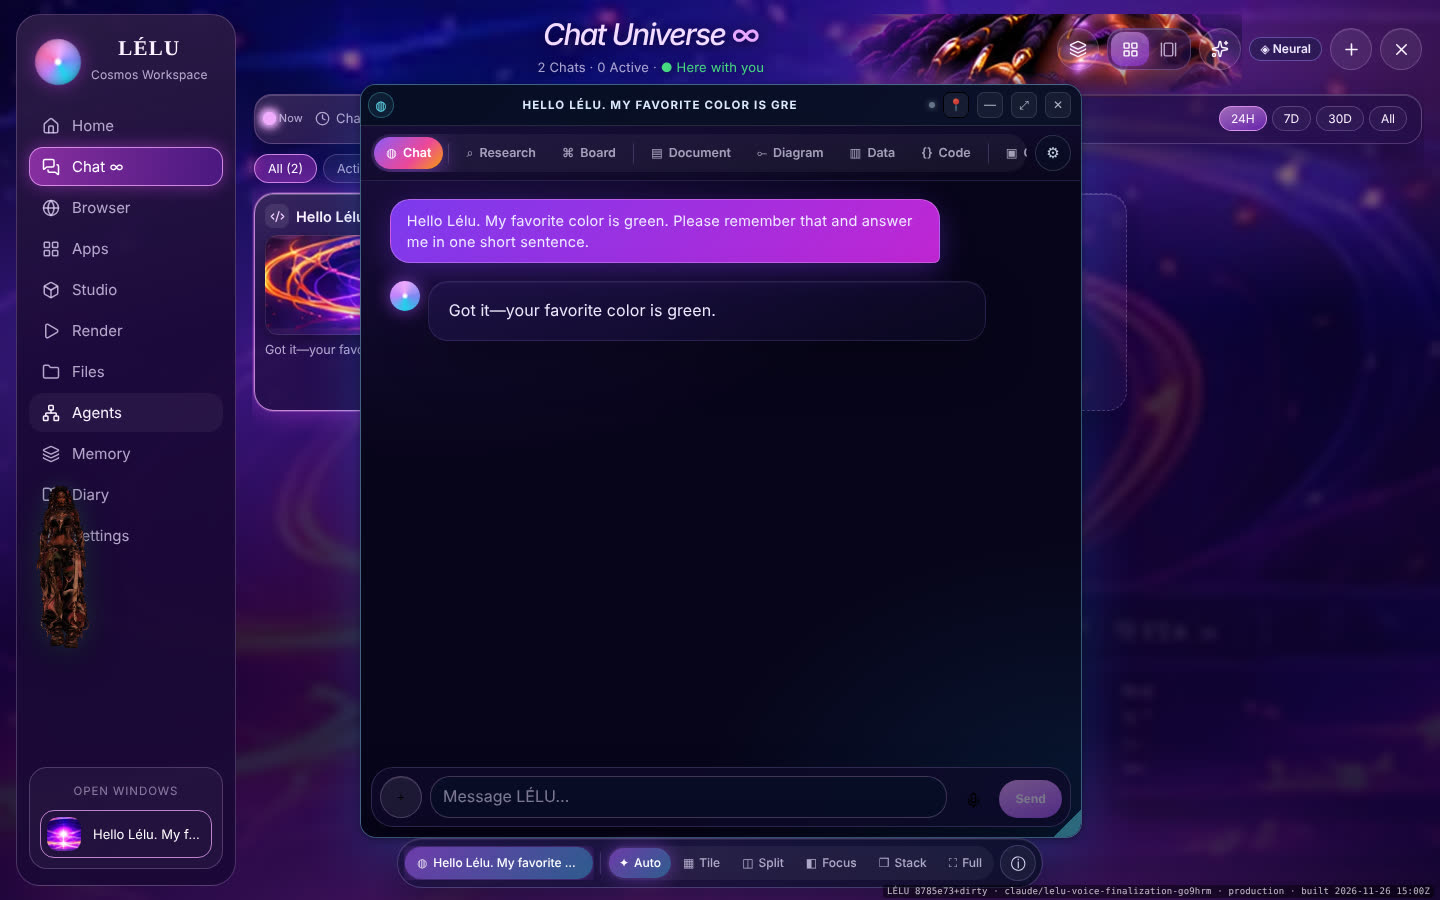 LÉLU
Cosmos Workspace
Home
Chat ∞
Browser
Apps
Studio
Render
Files
Agents
Memory
Diary
ettings
OPEN WINDOWS
Hello Lélu. My f...
Chat Universe ∞
2 Chats · 0 Active · Here with you
Neural
Now
Cha
24H
7D
30D
All
All (2)
Acti
Hello Lélu
Got it—your favo
HELLO LÉLU. MY FAVORITE COLOR IS GRE
Chat
Research
Board
Document
Diagram
Data
Code
Hello Lélu. My favorite color is green. Please remember that and answer
me in one short sentence.
Got it—your favorite color is green.
Message LÉLU...
Send
Hello Lélu. My favorite ...
Auto
Tile
Split
Focus
Stack
Full
LÉLU 8785e73+dirty · claude/lelu-voice-finalization-go9hrm · production · built 2026-11-26 15:00Z